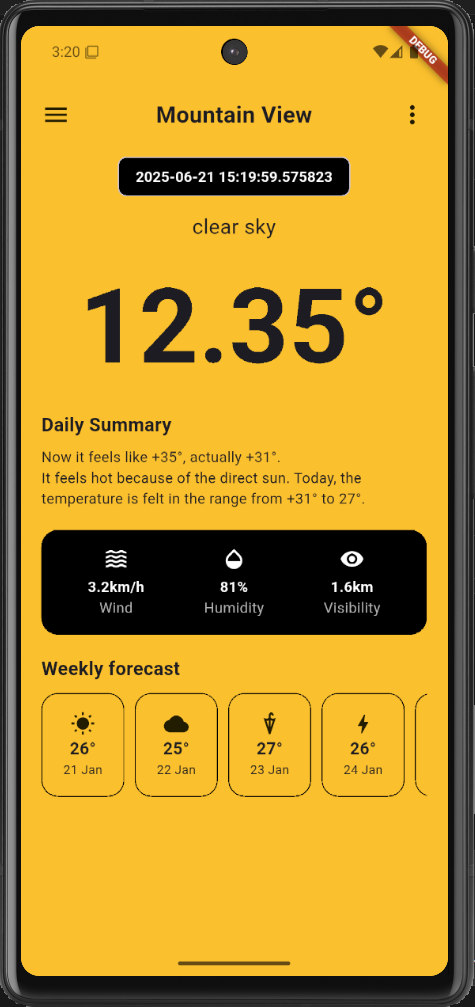 3:20
DEBUG
Mountain View
2025-06-21 15:19:59.575823
clear sky
12.35°
Daily Summary
Now it feels like +35°, actually +31°.
It feels hot because of the direct sun. Today, the
temperature is felt in the range from +31° to 27°.
3.2km/h 81% 1.6km
Wind Humidity Visibility
Weekly forecast
26° 25° 27° 26°
21 Jan 22 Jan 23 Jan 24 Jan